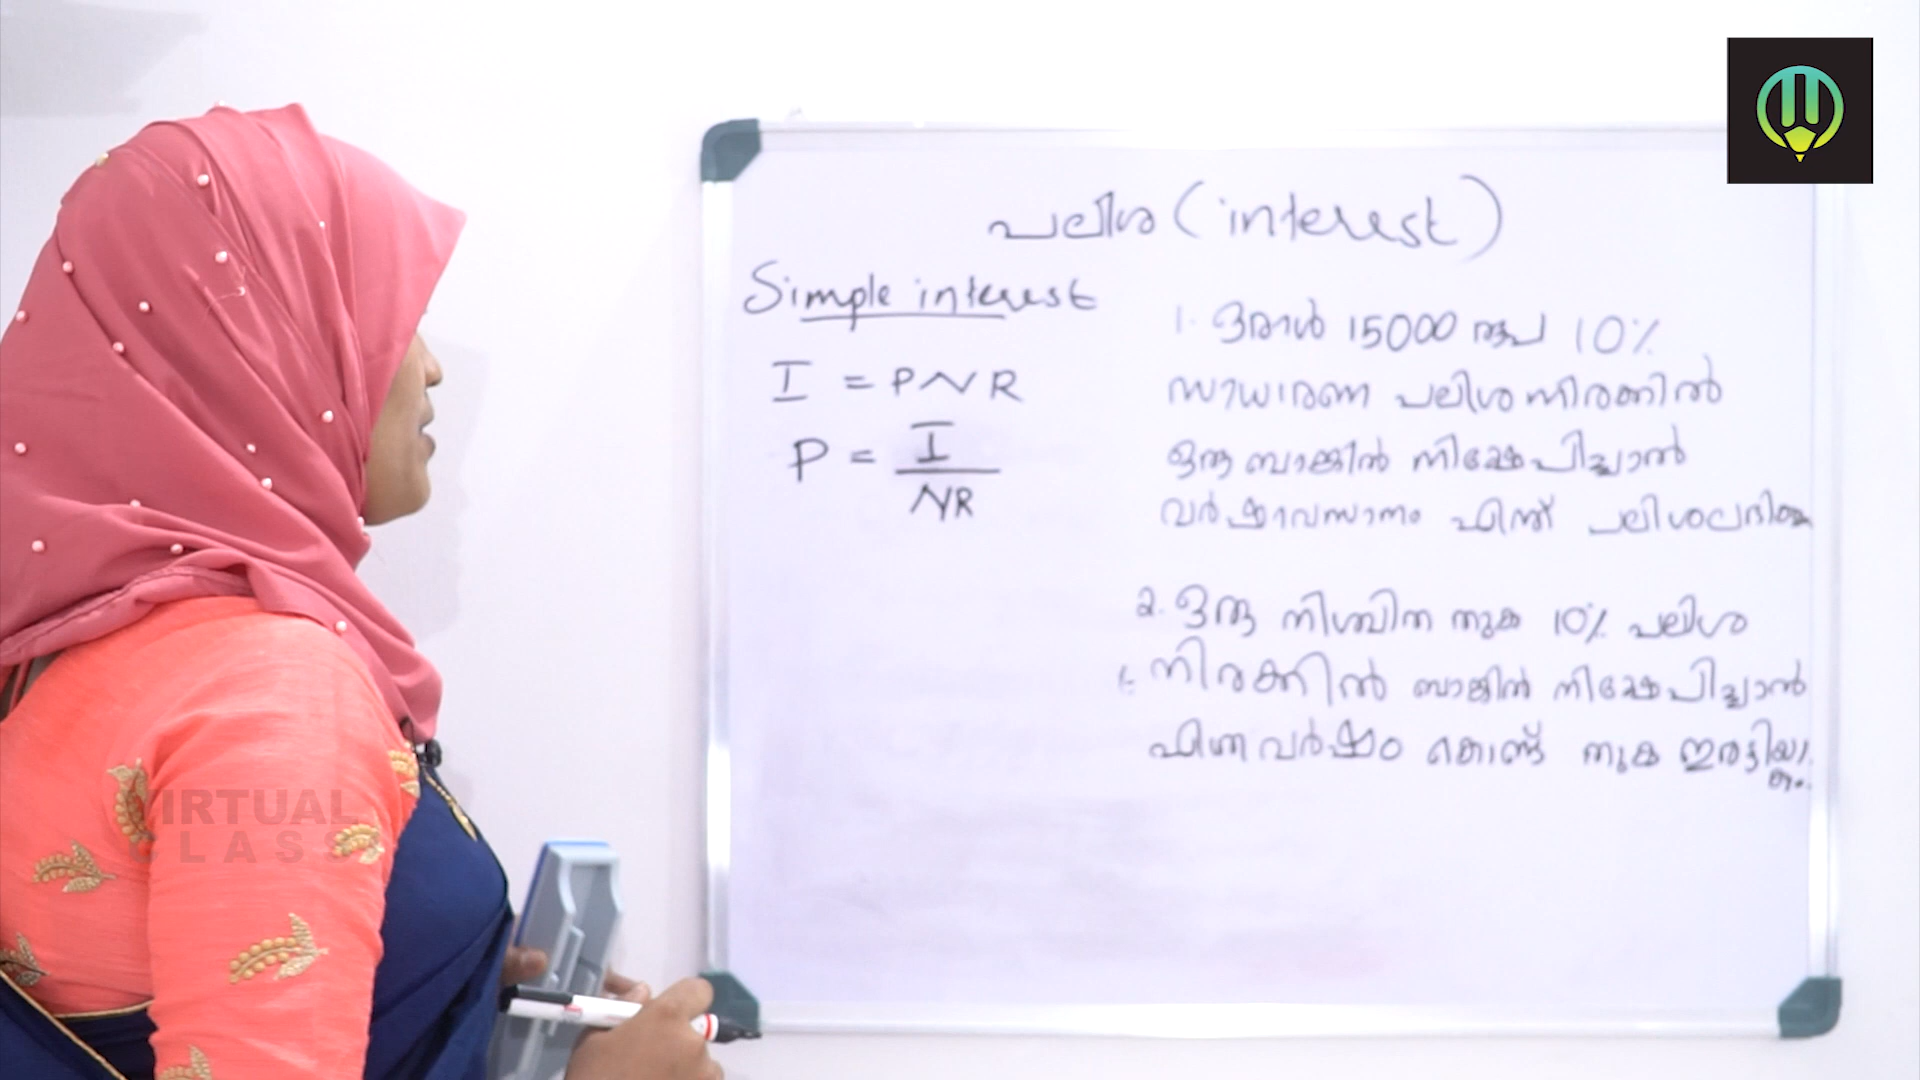 പലിശ (interest)
Simple interest
I = PNR
P = I
NR
1. ഒരാൾ 15000 രൂപ 10%
സാധാരണ പലിശ നിരക്കിൽ
ഒരു ബാങ്കിൽ നിക്ഷേപിച്ചാൽ
വർഷാവസാനം എന്ത് പലിശ ലഭിക്കും
2. ഒരു നിശ്ചിത തുക 10% പലിശ
നിരക്കിൽ ബാങ്കിൽ നിക്ഷേപിച്ചാൽ
എത്ര വർഷം കൊണ്ട് തുക ഇരട്ടിയാ
കും.
VIRTUAL
CLASS